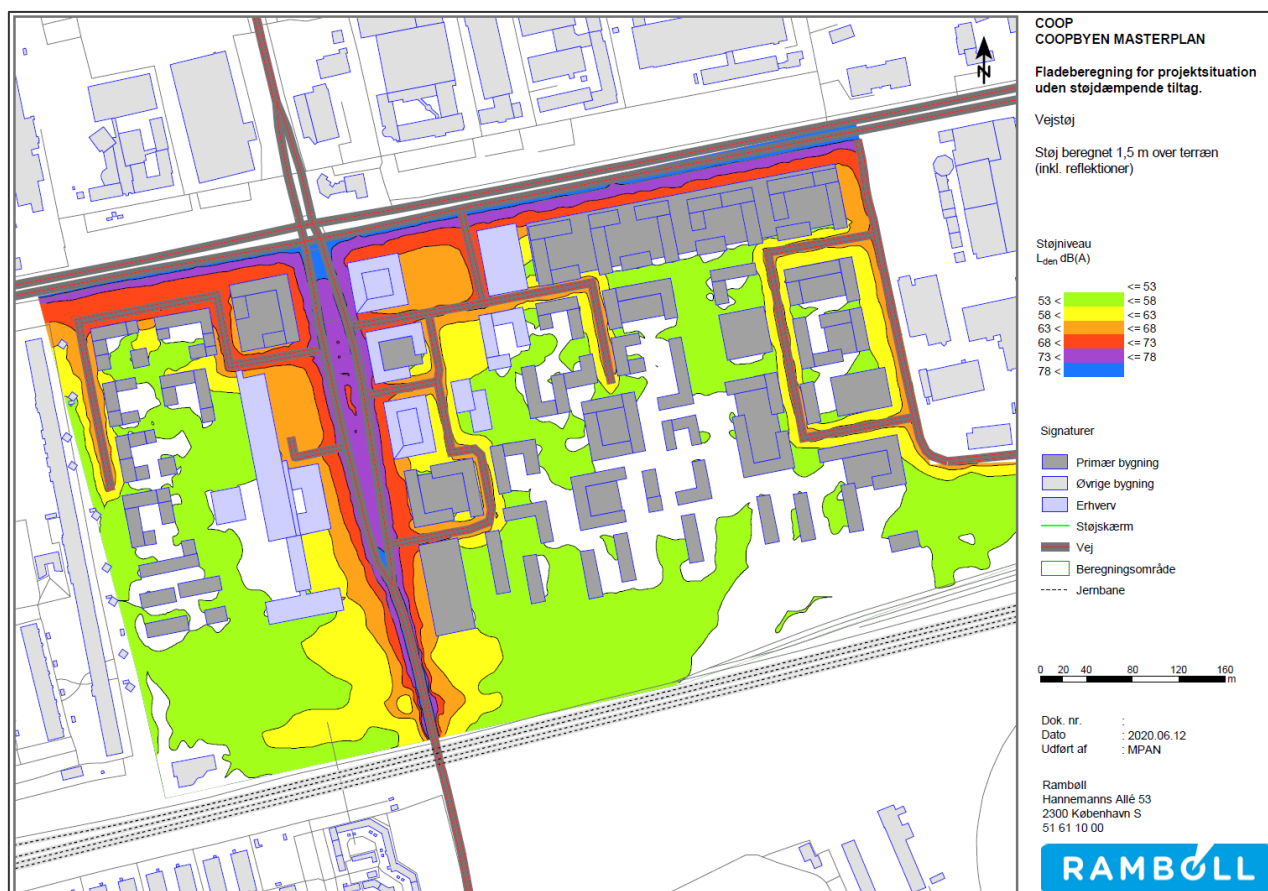 COOP
COOPBYEN MASTERPLAN
Fladeberegning for projektsituation
uden støjdæmpende tiltag.
Vejstøj
Støj beregnet 1,5 m over terræn
(inkl. reflektioner)
N
Støjniveau
Lden dB(A)
<= 53
53 < <= 58
58 < <= 63
63 < <= 68
68 < <= 73
73 < <= 78
78 <
Signaturer
Primær bygning
Øvrige bygning
Erhverv
Støjskærm
Vej
Beregningsområde
Jernbane
0 20 40 80 120 160
m
Dok. nr. :
Dato : 2020.06.12
Udført af : MPAN
Rambøll
Hannemanns Allé 53
2300 København S
51 61 10 00
RAMBOLL